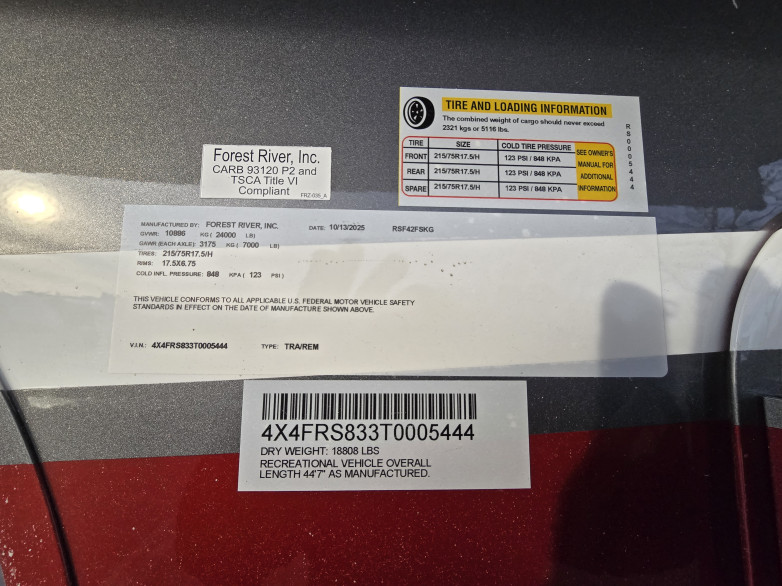 TIRE AND LOADING INFORMATION
The combined weight of cargo should never exceed
2321 kgs or 5116 lbs.
TIRE SIZE COLD TIRE PRESSURE
FRONT 215/75R17.5/H 123 PSI / 848 KPA
REAR 215/75R17.5/H 123 PSI / 848 KPA
SPARE 215/75R17.5/H 123 PSI / 848 KPA
SEE OWNER'S
MANUAL FOR
ADDITIONAL
INFORMATION
RS0005444
Forest River, Inc.
CARB 93120 P2 and
TSCA Title VI
Compliant
FRZ-035_A
MANUFACTURED BY: FOREST RIVER, INC. DATE: 10/13/2025 RSF42FSKG
GVWR: 10886 KG ( 24000 LB)
GAWR (EACH AXLE): 3175 KG ( 7000 LB)
TIRES: 215/75R17.5/H
RIMS: 17.5X6.75
COLD INFL. PRESSURE: 848 KPA ( 123 PSI )
THIS VEHICLE CONFORMS TO ALL APPLICABLE U.S. FEDERAL MOTOR VEHICLE SAFETY
STANDARDS IN EFFECT ON THE DATE OF MANUFACTURE SHOWN ABOVE.
V.I.N.: 4X4FRS833T0005444 TYPE: TRA/REM
4X4FRS833T0005444
DRY WEIGHT: 18808 LBS
RECREATIONAL VEHICLE OVERALL
LENGTH 44'7" AS MANUFACTURED.